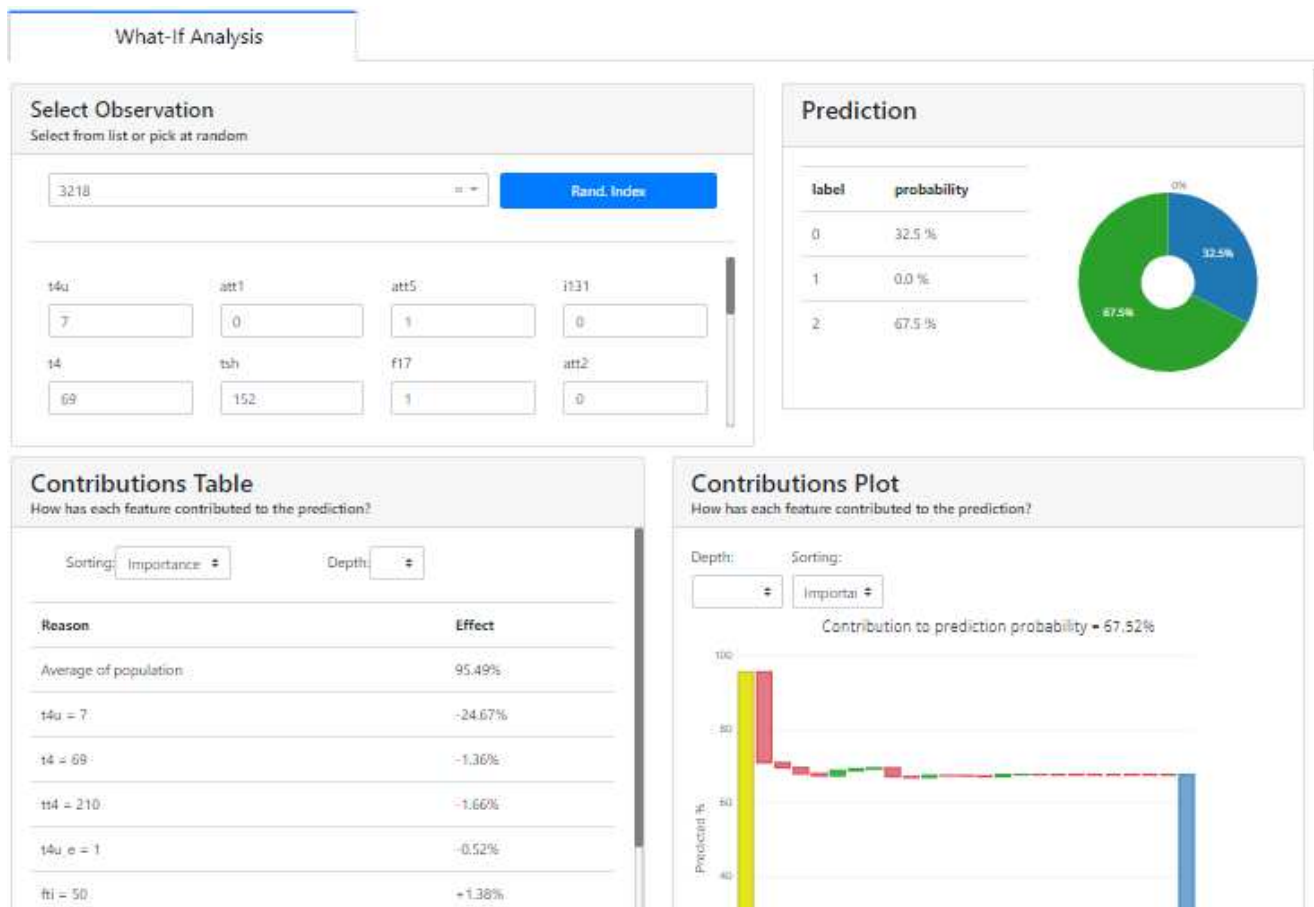 What-If Analysis
Select Observation
Select from list or pick at random
3218
Rand. Index
t4u att1 att5 i131
7 0 1 0
t4 tsh f17 att2
69 152 1 0
Prediction
label probability
0 32.5 %
1 0.0 %
2 67.5 %
0%
32.5%
67.5%
Contributions Table
How has each feature contributed to the prediction?
Sorting: Importance Depth:
Reason Effect
Average of population 95.49%
t4u = 7 -24.67%
t4 = 69 -1.36%
tt4 = 210 -1.66%
t4u_e = 1 -0.52%
fti = 50 +1.38%
Contributions Plot
How has each feature contributed to the prediction?
Depth: Sorting:
Importai
Contribution to prediction probability = 67.52%
100
80
60
40
Predicted %